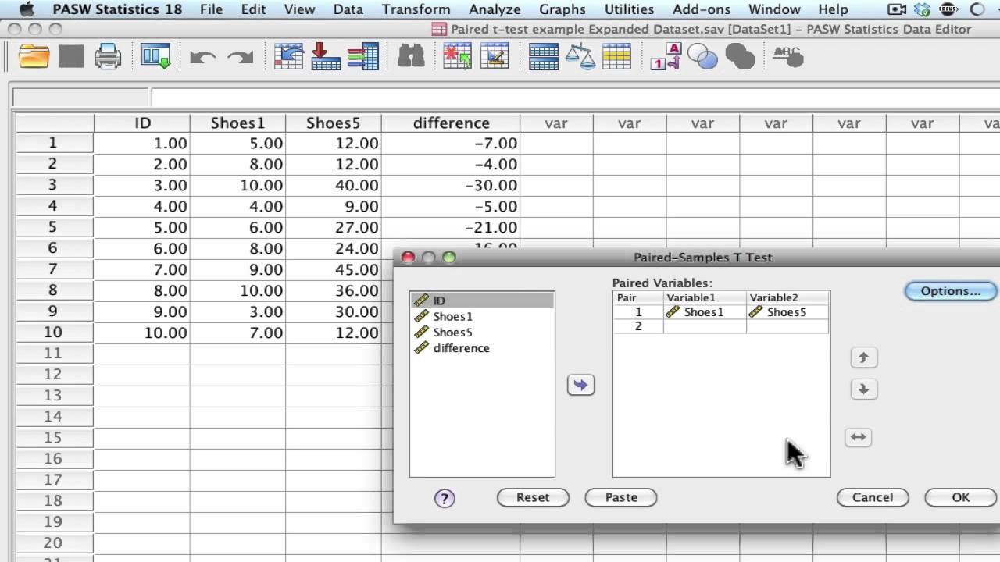 PASW Statistics 18 File Edit View Data Transform Analyze Graphs Utilities Add-ons Window Help
Paired t-test example Expanded Dataset.sav [DataSet1] – PASW Statistics Data Editor
A
1
ABC
ID Shoes1 Shoes5 difference var var var var var var va
1 1.00 5.00 12.00 -7.00
2 2.00 8.00 12.00 -4.00
3 3.00 10.00 40.00 -30.00
4 4.00 4.00 9.00 -5.00
5 5.00 6.00 27.00 -21.00
6 6.00 8.00 24.00 -16.00
7 7.00 9.00 45.00
8 8.00 10.00 36.00
9 9.00 3.00 30.00
10 10.00 7.00 12.00
11
12
13
14
15
16
17
18
19
20
21
Paired-Samples T Test
ID
Shoes1
Shoes5
difference
Paired Variables:
Pair Variable1 Variable2
1 Shoes1 Shoes5
2
Options...
?
Reset
Paste
Cancel
OK